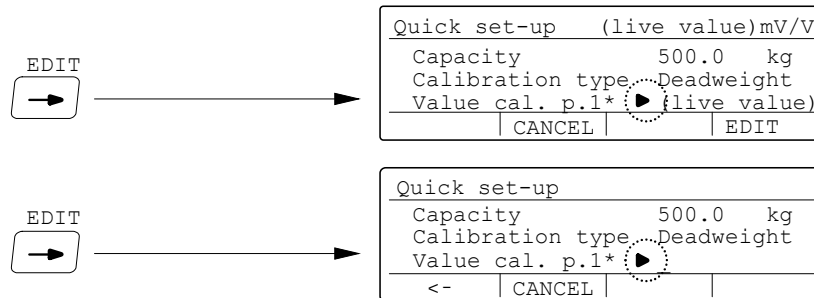 Quick set-up (live value)mV/V
Capacity 500.0 kg
EDIT
Calibration type Deadweight
Value cal. p.1* (live value)
CANCEL EDIT
Quick set-up
Capacity 500.0 kg
EDIT
Calibration type Deadweight
Value cal. p.1* _
<- CANCEL